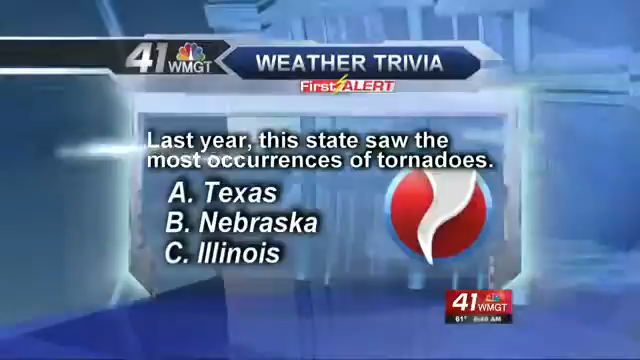 41 WMGT
WEATHER TRIVIA
First ALERT
Last year, this state saw the
most occurrences of tornadoes.
A. Texas
B. Nebraska
C. Illinois
41 WMGT
61°